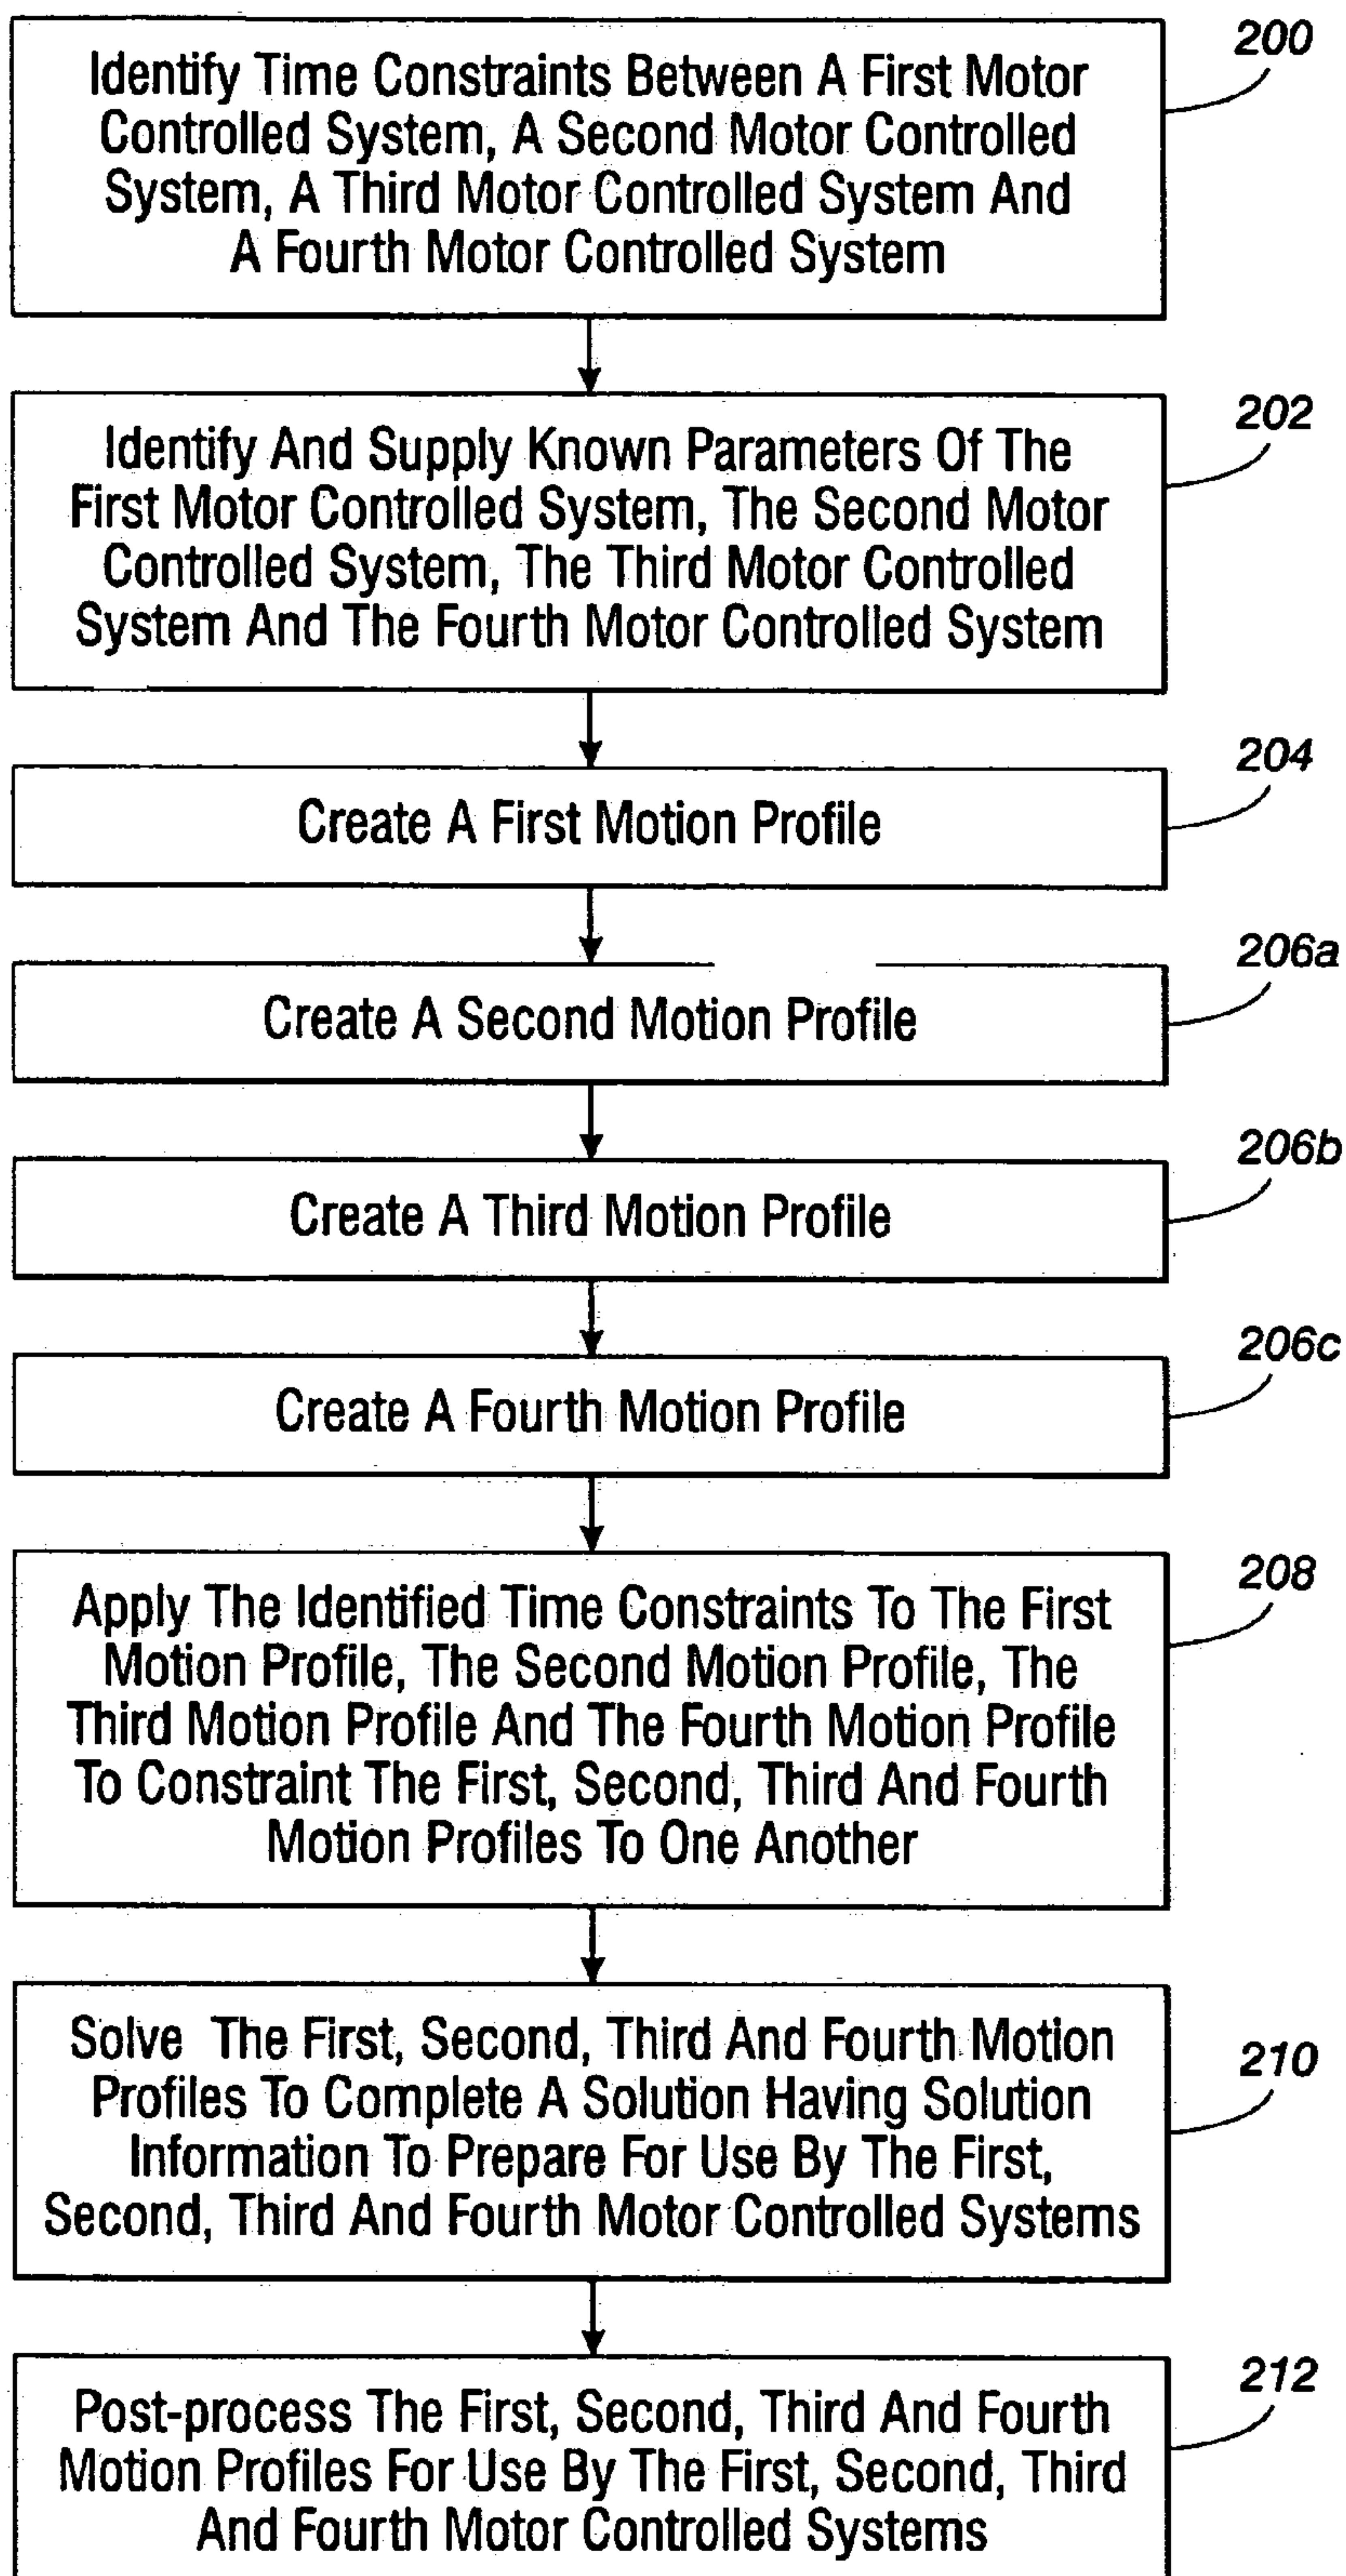 200
Identify Time Constraints Between A First Motor
Controlled System, A Second Motor Controlled
System, A Third Motor Controlled System And
A Fourth Motor Controlled System
202
Identify And Supply Known Parameters Of The
First Motor Controlled System, The Second Motor
Controlled System, The Third Motor Controlled
System And The Fourth Motor Controlled System
204
Create A First Motion Profile
206a
Create A Second Motion Profile
206b
Create A Third Motion Profile
206c
Create A Fourth Motion Profile
208
Apply The Identified Time Constraints To The First
Motion Profile, The Second Motion Profile, The
Third Motion Profile And The Fourth Motion Profile
To Constraint The First, Second, Third And Fourth
Motion Profiles To One Another
210
Solve The First, Second, Third And Fourth Motion
Profiles To Complete A Solution Having Solution
Information To Prepare For Use By The First,
Second, Third And Fourth Motor Controlled Systems
212
Post-process The First, Second, Third And Fourth
Motion Profiles For Use By The First, Second, Third
And Fourth Motor Controlled Systems